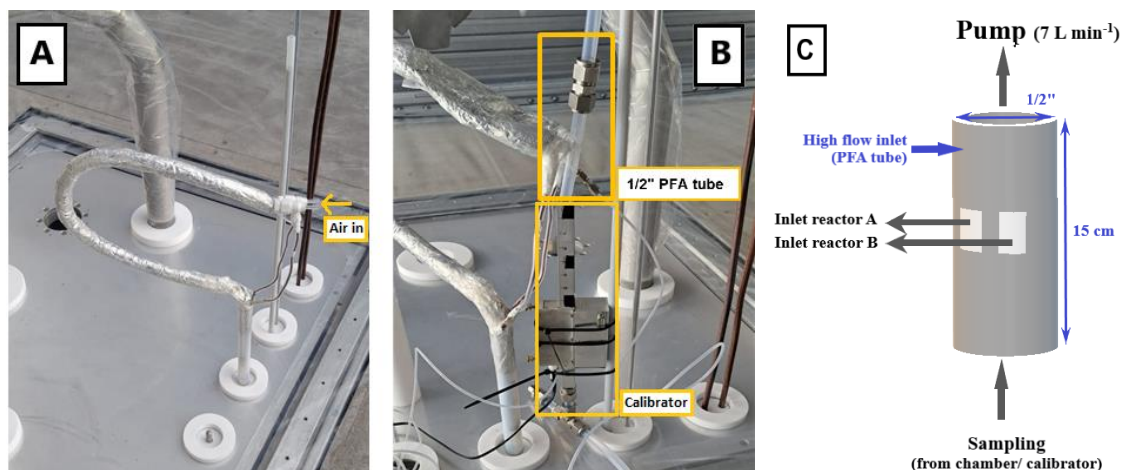 A
Air in
B
1/2" PFA tube
Calibrator
C
Pump (7 L min⁻¹)
1/2"
High flow inlet
(PFA tube)
Inlet reactor A
Inlet reactor B
15 cm
Sampling
(from chamber/ calibrator)